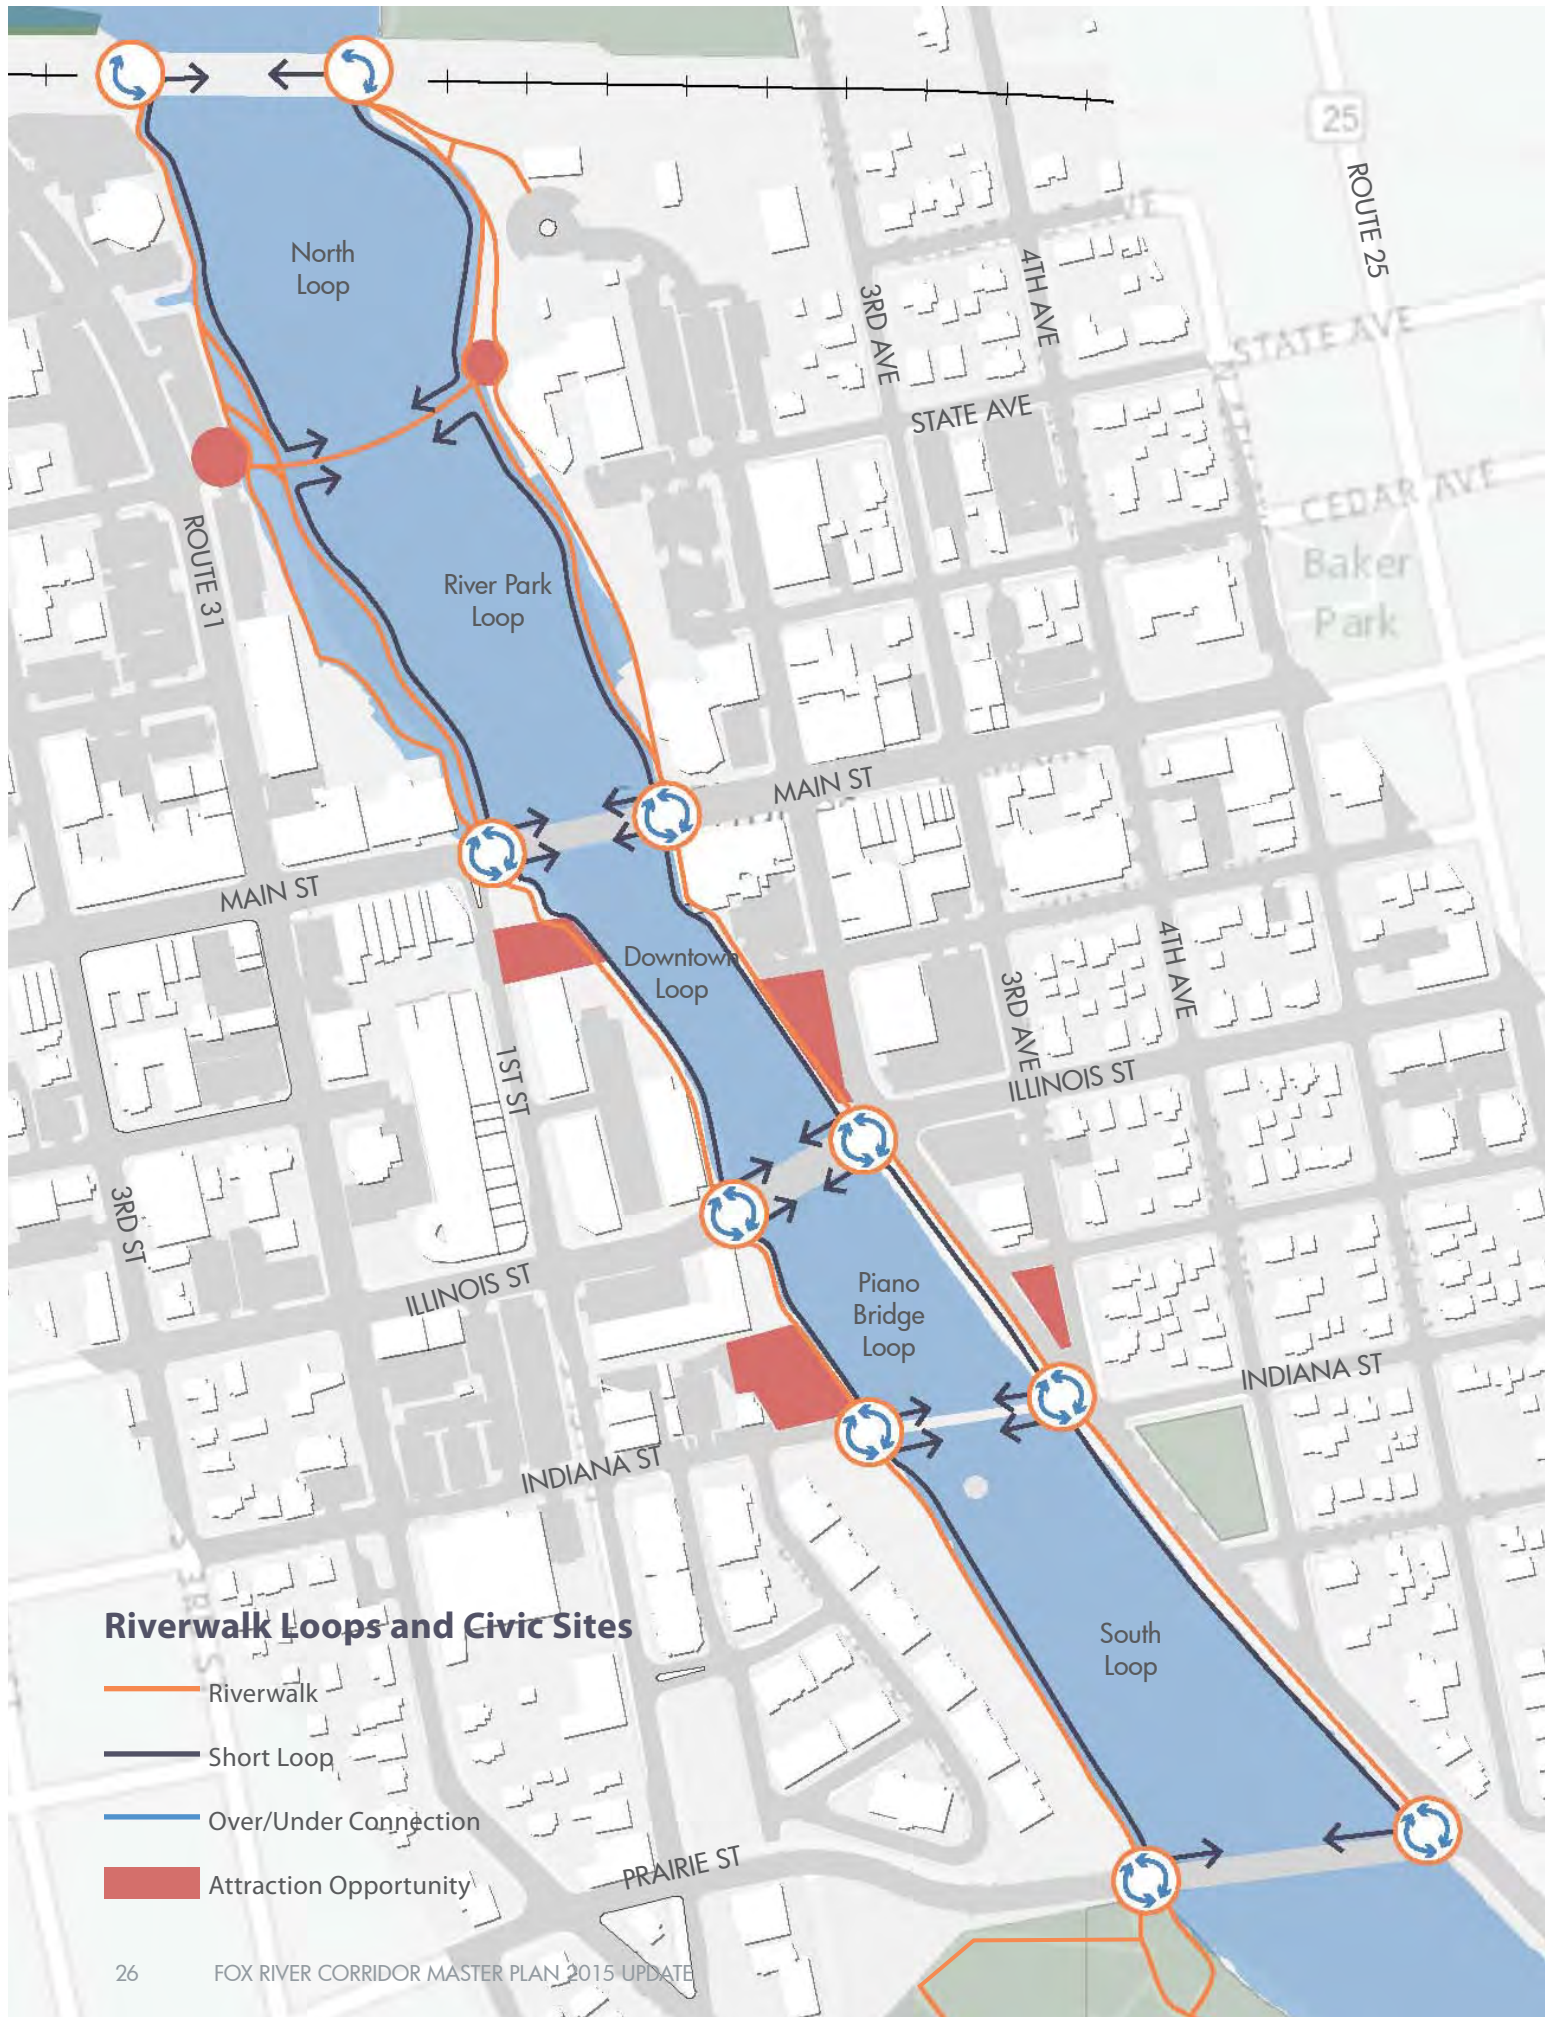 25
ROUTE 25
North
Loop
3RD AVE
4TH AVE
AVE
STATE AVE
STATE AVE
CEDAR AVE
Baker
Park
ROUTE 31
River Park
Loop
MAIN ST
MAIN ST
Downtown
Loop
3RD AVE
4TH AVE
1ST ST
ILLINOIS ST
3RD ST
ILLINOIS ST
Piano
Bridge
Loop
INDIANA ST
INDIANA ST
South
Loop
Riverwalk Loops and Civic Sites
Riverwalk
Short Loop
Over/Under Connection
Attraction Opportunity
PRAIRIE ST
26 FOX RIVER CORRIDOR MASTER PLAN 2015 UPDATE